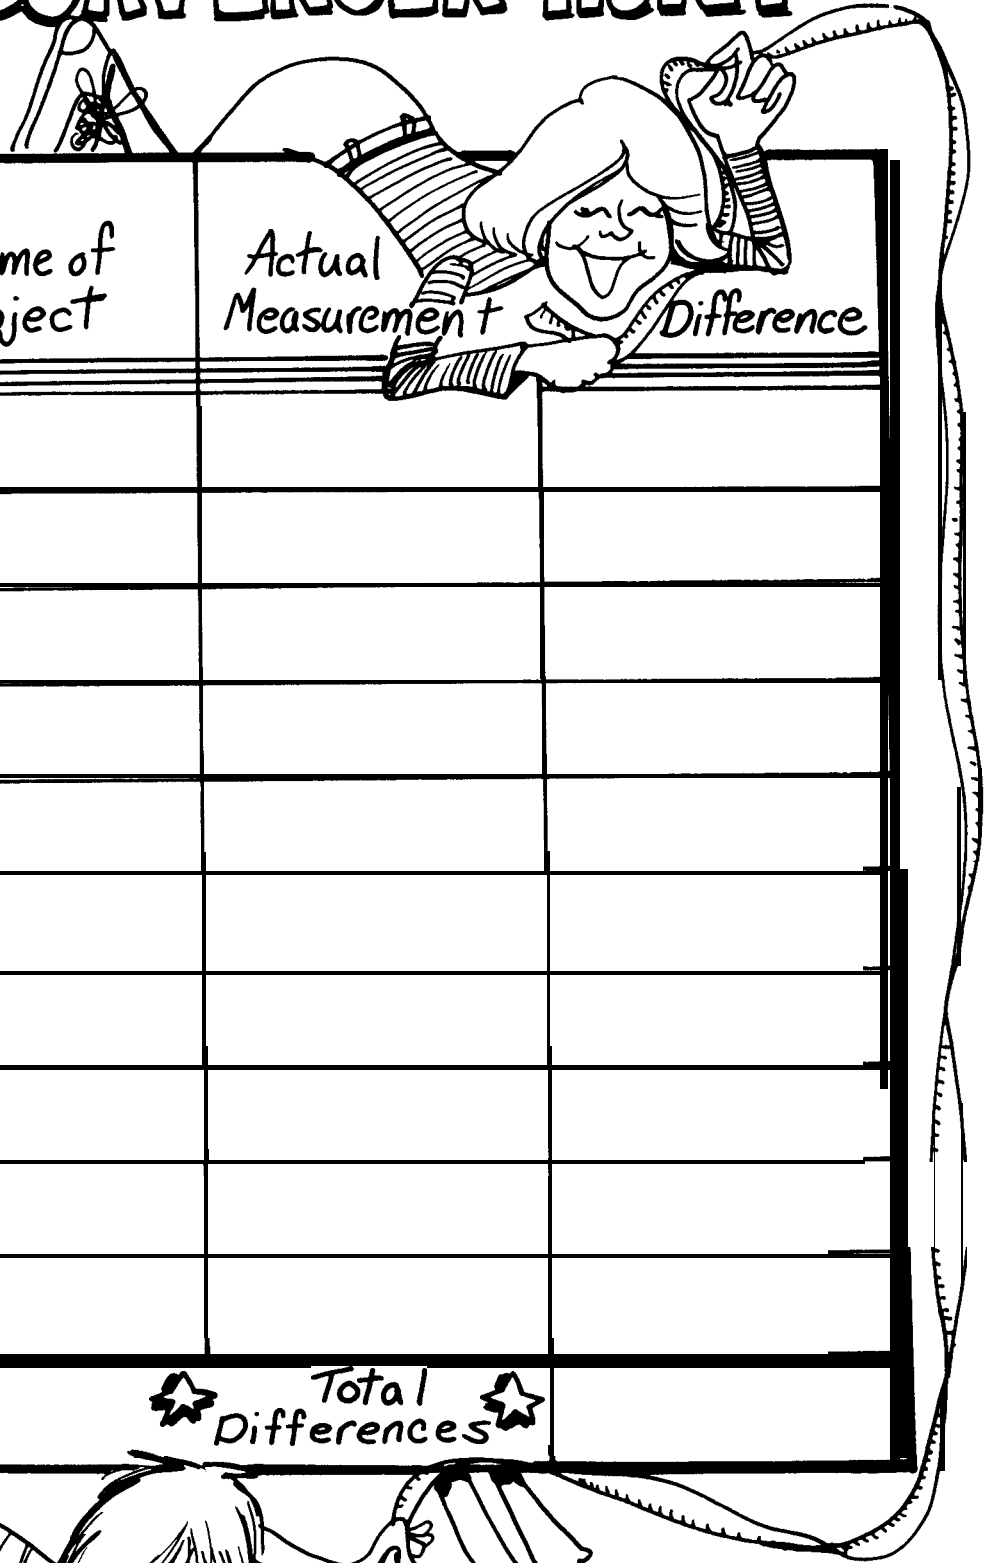 me of
ject
Actual
Measurement
Difference
Total
Differences